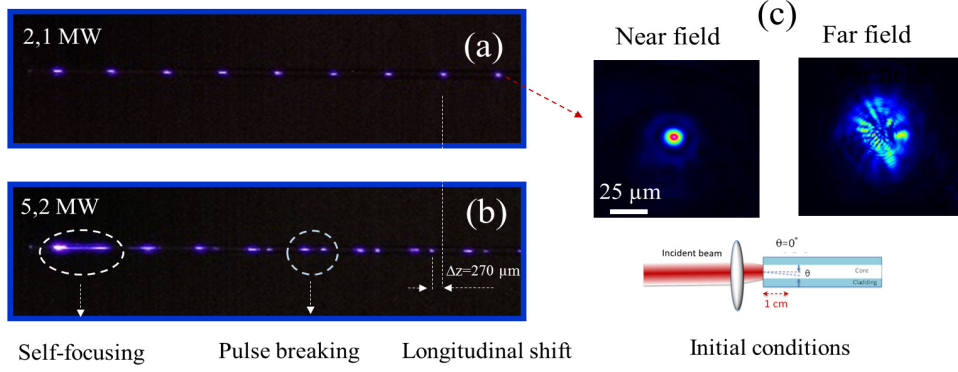 2,1 MW
(a)
(c)
Near field
Far field
25 µm
5,2 MW
(b)
Δz=270 µm
Incident beam
θ=0°
θ
Core
Cladding
1 cm
Self-focusing
Pulse breaking
Longitudinal shift
Initial conditions